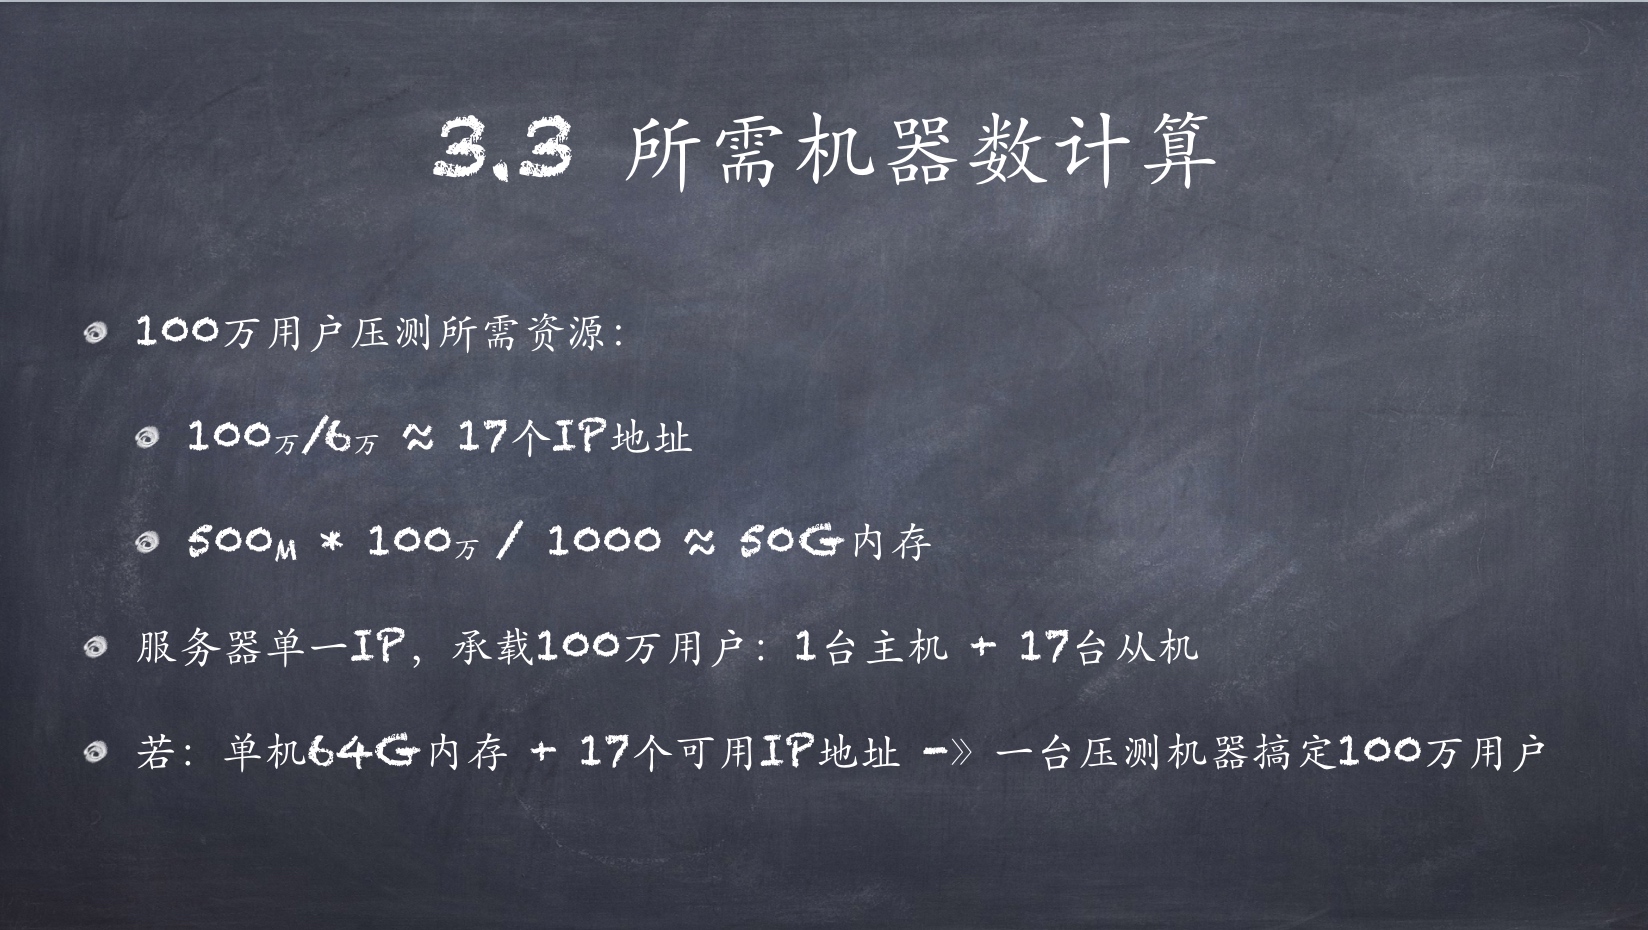 3.3 所需机器数计算
100万用户压测所需资源：
100万/6万 ≈ 17个IP地址
500M * 100万 / 1000 ≈ 50G内存
服务器单一IP，承载100万用户：1台主机 + 17台从机
若：单机64G内存 + 17个可用IP地址 -》一台压测机器搞定100万用户